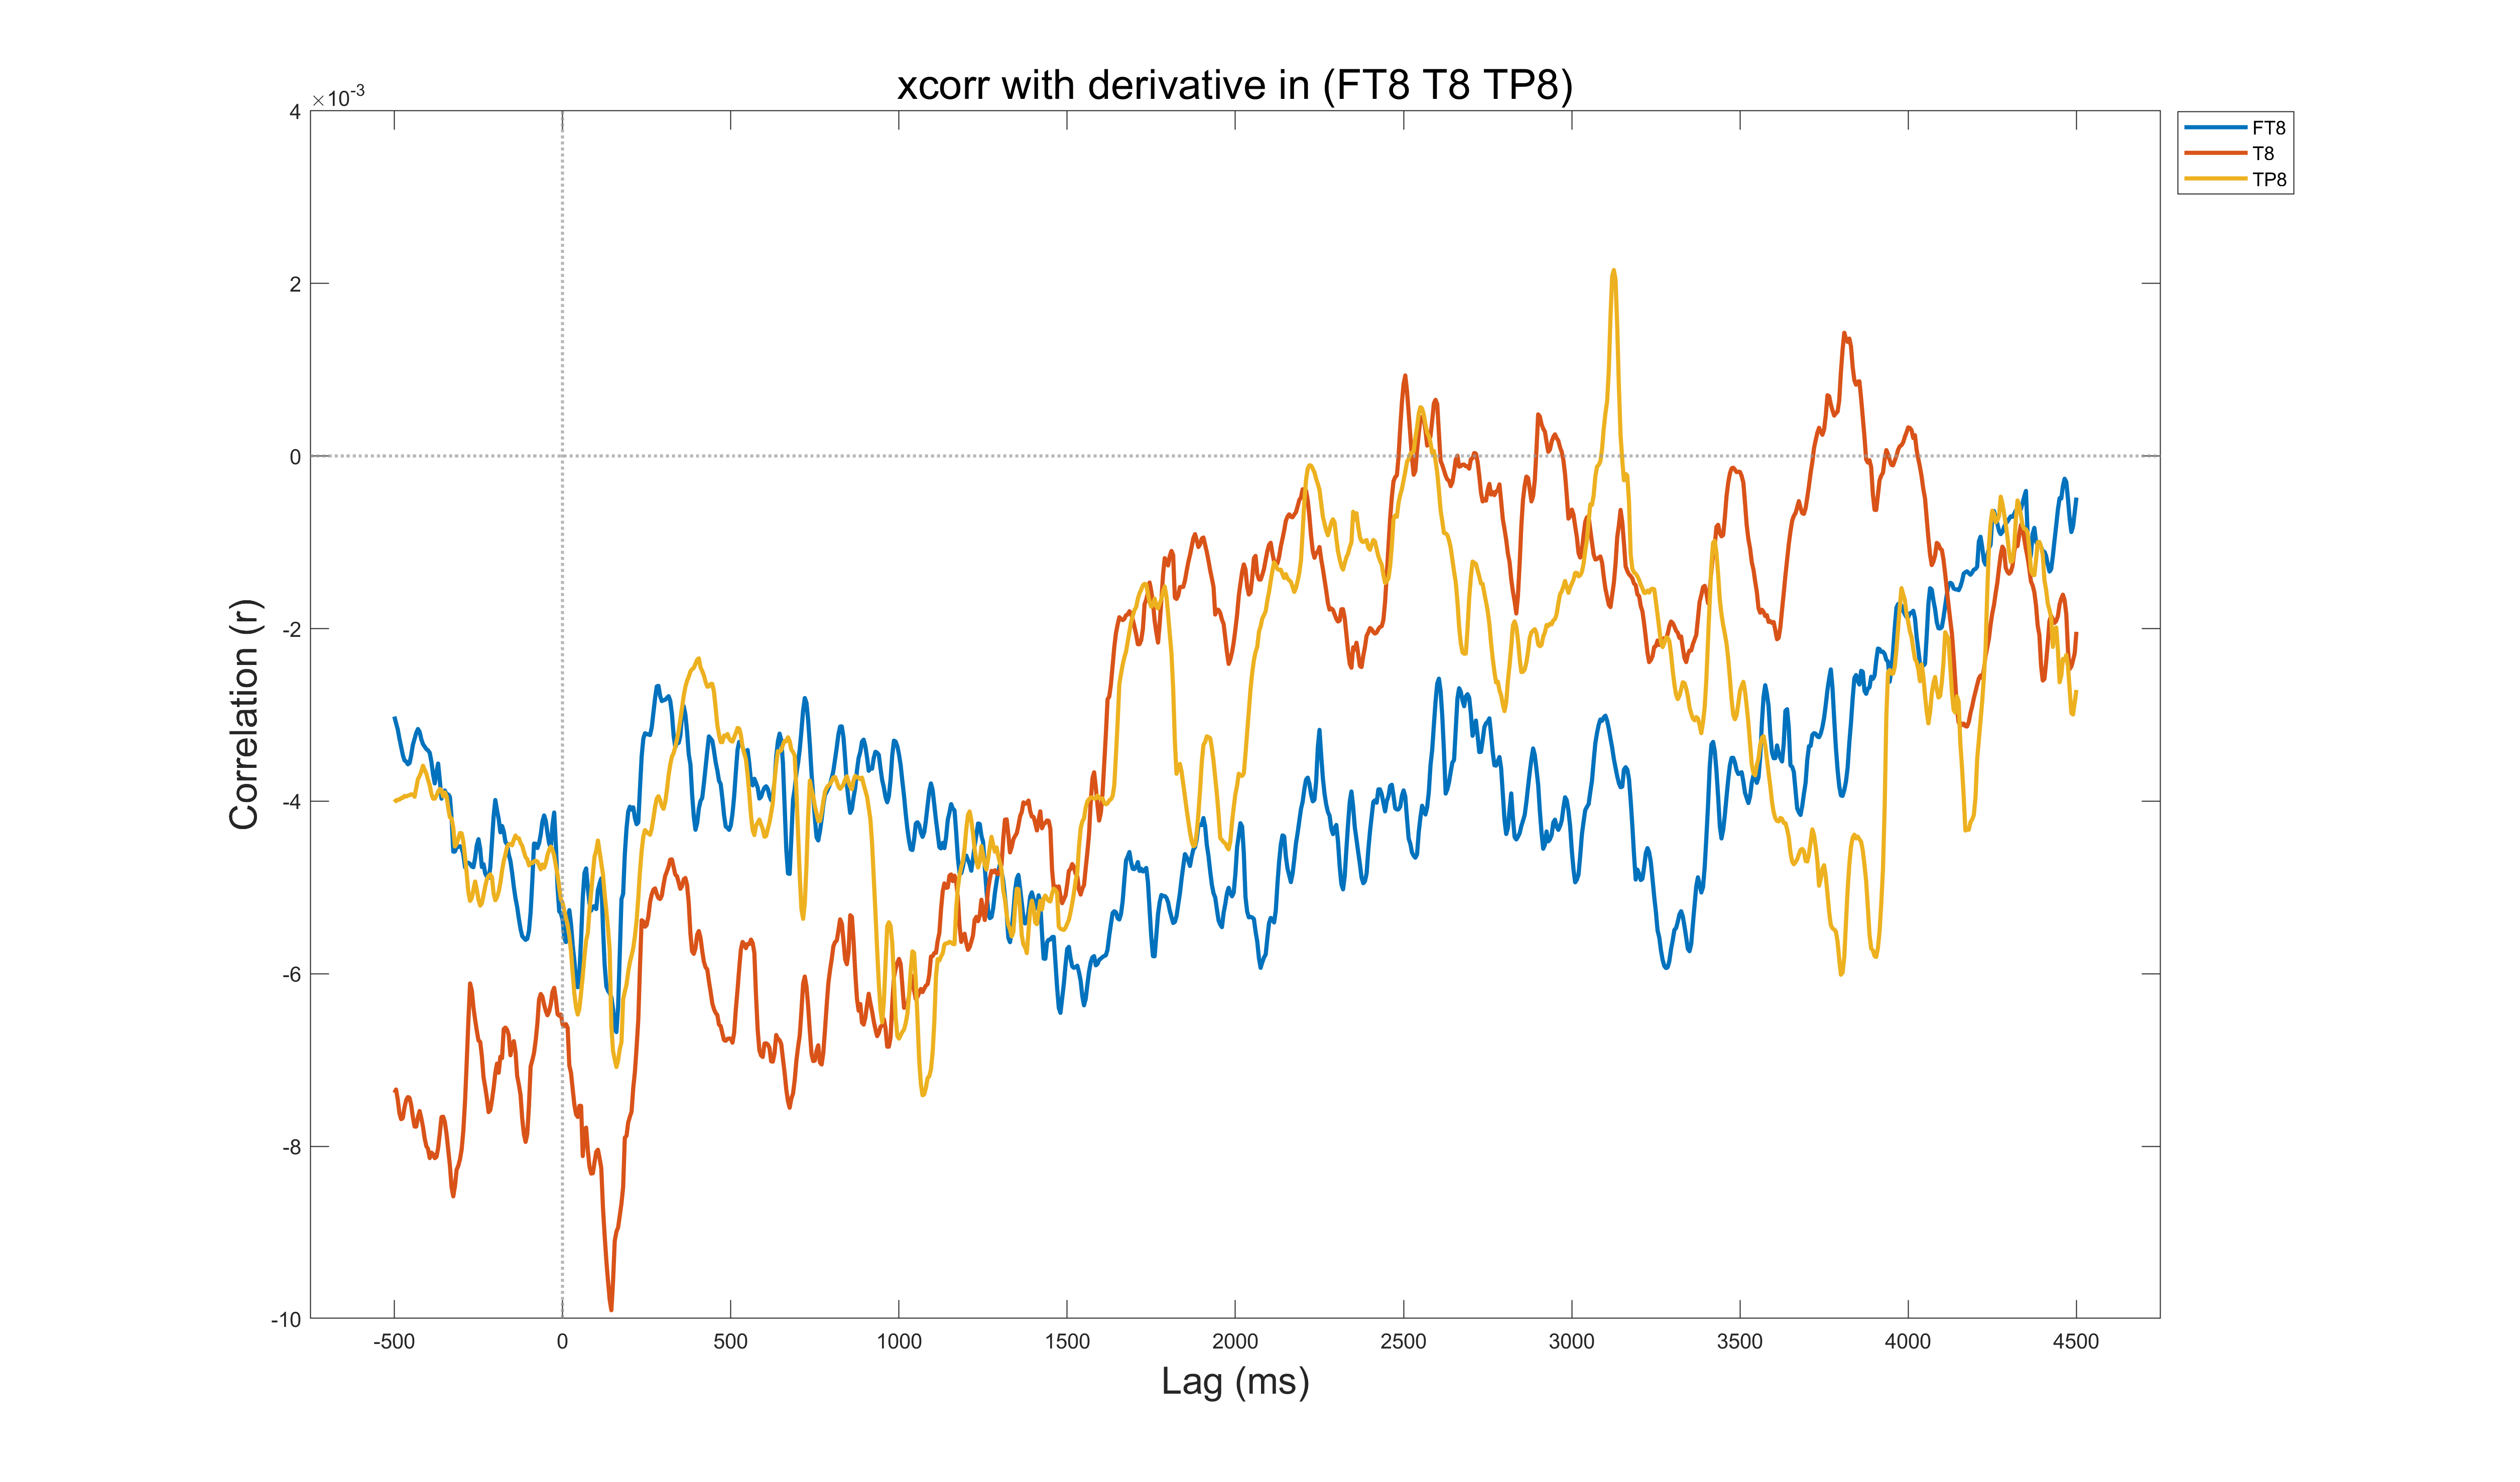 xcorr with derivative in (FT8 T8 TP8)
×10-3
4
2
0
-2
-4
-6
-8
-10
Correlation (r)
-500 0 500 1000 1500 2000 2500 3000 3500 4000 4500
Lag (ms)
FT8
T8
TP8